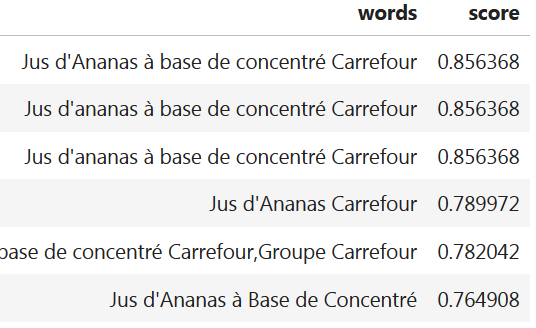 words score
Jus d'Ananas à base de concentré Carrefour 0.856368
Jus d'ananas à base de concentré Carrefour 0.856368
Jus d'ananas à base de concentré Carrefour 0.856368
Jus d'Ananas Carrefour 0.789972
base de concentré Carrefour,Groupe Carrefour 0.782042
Jus d'Ananas à Base de Concentré 0.764908